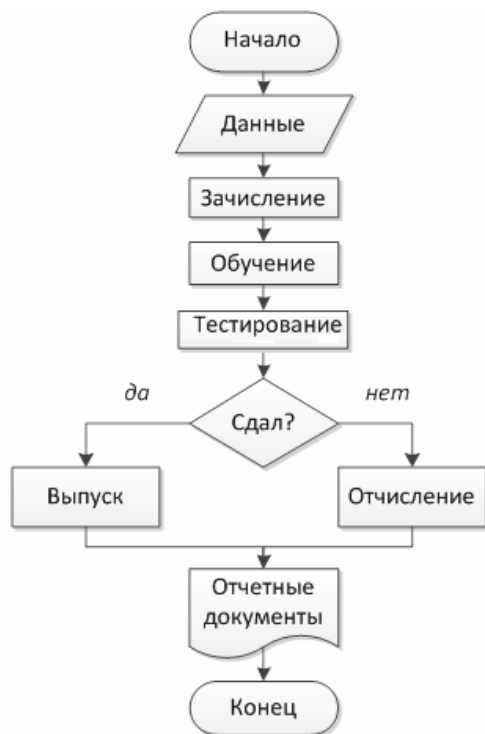 Начало
Данные
Зачисление
Обучение
Тестирование
да
нет
Сдал?
Выпуск
Отчисление
Отчетные
документы
Конец